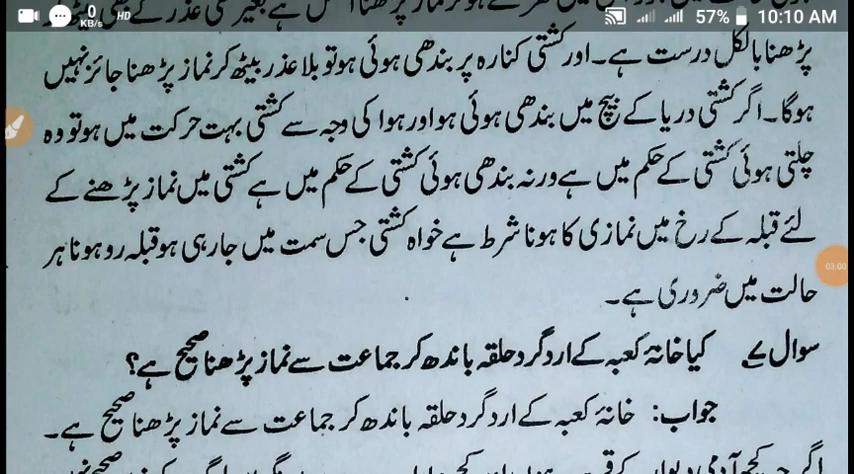 0 KB/s HD 57% 10:10 AM
پڑھنا بالکل درست ہے۔ اور کشتی کنارہ پر بندھی ہوئی ہو تو بلا عذر بیٹھ کر نماز پڑھنا جائز نہیں
ہوگا۔ اگر کشتی دریا کے بیچ میں بندھی ہوئی ہو اور ہوا کی وجہ سے کشتی بہت حرکت میں ہو تو وہ
چلتی ہوئی کشتی کے حکم میں ہے ورنہ بندھی ہوئی کشتی کے حکم میں ہے کشتی میں نماز پڑھنے کے
لئے قبلہ کے رخ میں نمازی کا ہونا شرط ہے خواہ کشتی جس سمت میں جا رہی ہو قبلہ رو ہونا ہر
حالت میں ضروری ہے۔
03:00
سوال ۷ کیا خانۂ کعبہ کے ارد گرد حلقہ باندھ کر جماعت سے نماز پڑھنا صحیح ہے؟
جواب: خانۂ کعبہ کے ارد گرد حلقہ باندھ کر جماعت سے نماز پڑھنا صحیح ہے۔